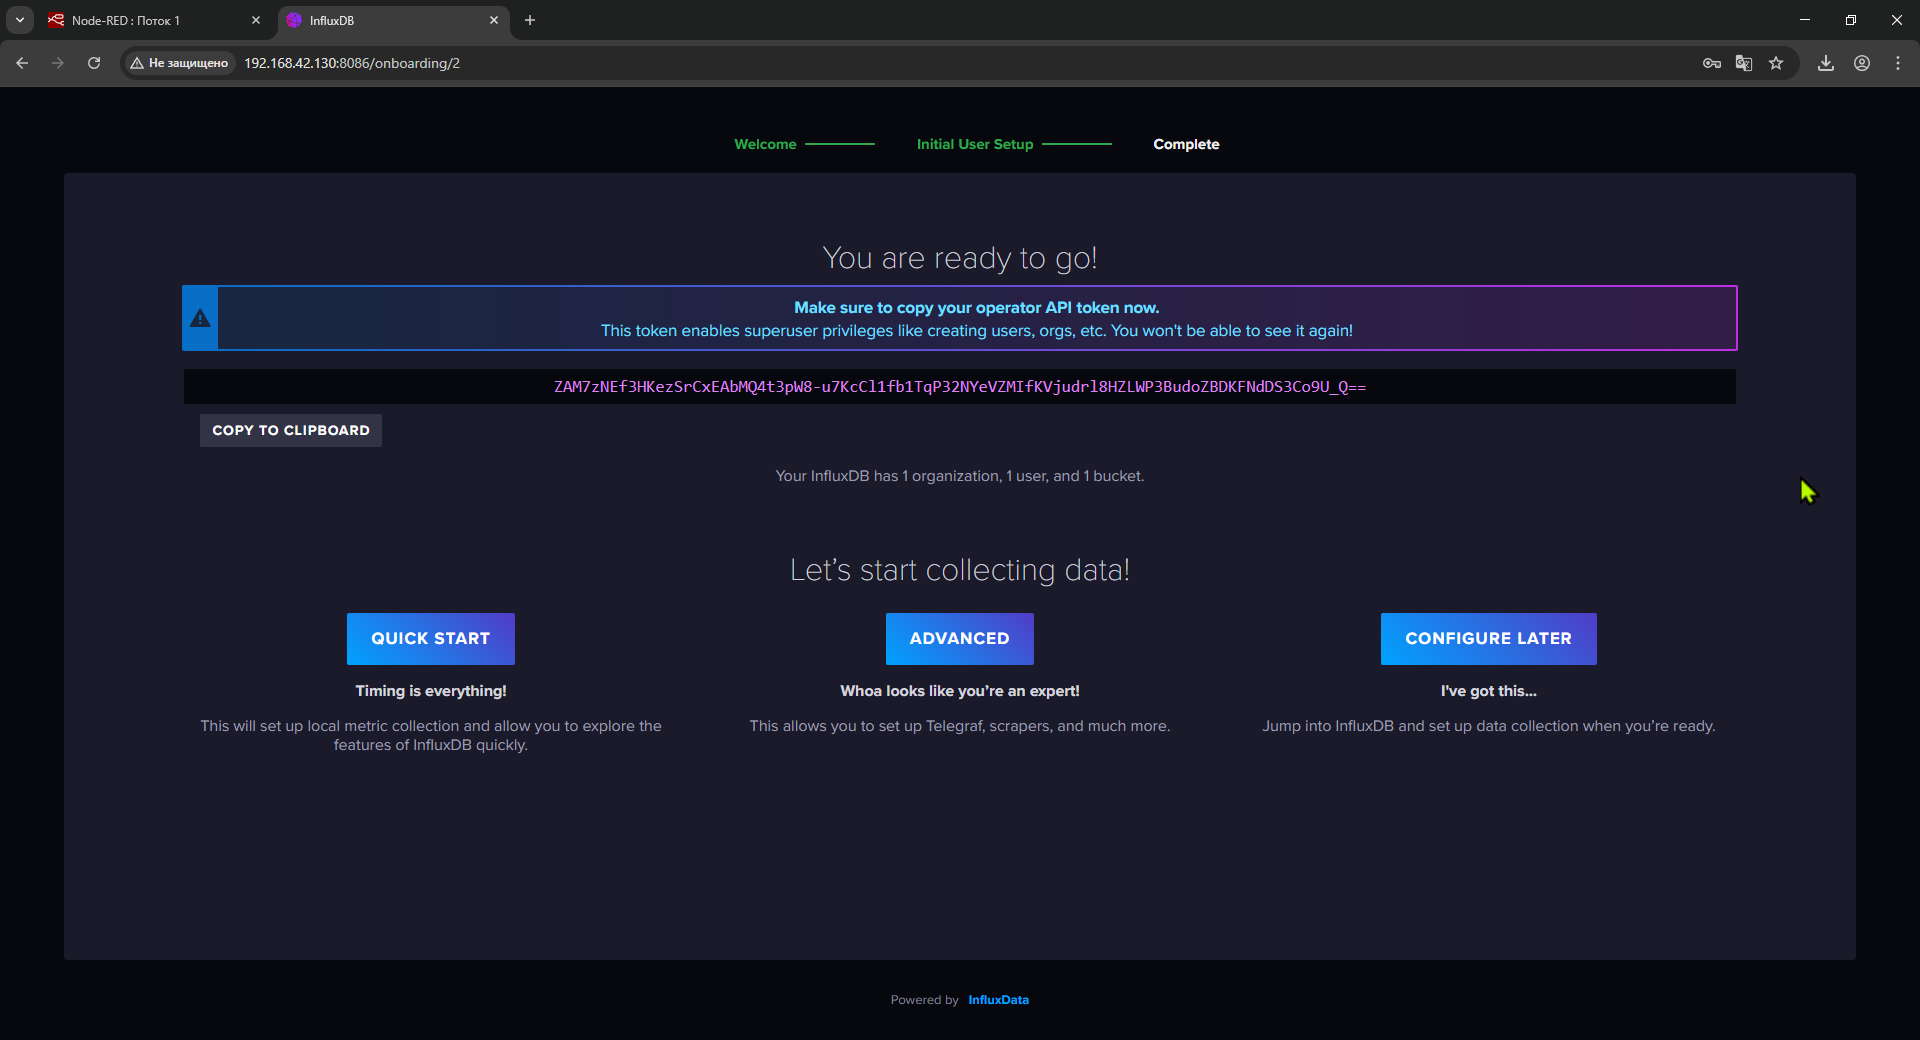 Node-RED : Поток 1
InfluxDB
Не защищено
192.168.42.130:8086/onboarding/2
Welcome
Initial User Setup
Complete
You are ready to go!
Make sure to copy your operator API token now.
This token enables superuser privileges like creating users, orgs, etc. You won't be able to see it again!
ZAM7zNEf3HKezSrCxEAbMQ4t3pW8-u7KcCl1fb1TqP32NYeVZMIfKVjudrl8HZLWP3BudoZBDKFNdDS3Co9U_Q==
COPY TO CLIPBOARD
Your InfluxDB has 1 organization, 1 user, and 1 bucket.
Let’s start collecting data!
QUICK START
ADVANCED
CONFIGURE LATER
Timing is everything!
Whoa looks like you’re an expert!
I've got this...
This will set up local metric collection and allow you to explore the
features of InfluxDB quickly.
This allows you to set up Telegraf, scrapers, and much more.
Jump into InfluxDB and set up data collection when you’re ready.
Powered by InfluxData